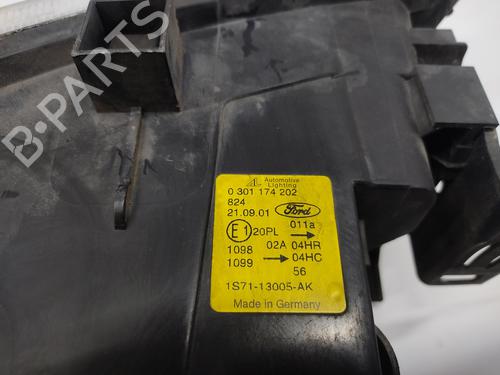 B-PARTS
Automotive
Lighting
0 301 174 202
824
21.09.01 Ford
011a
E1 20PL →
1098 02A 04HR
1099 → 04HC
56
1S71-13005-AK
Made in Germany